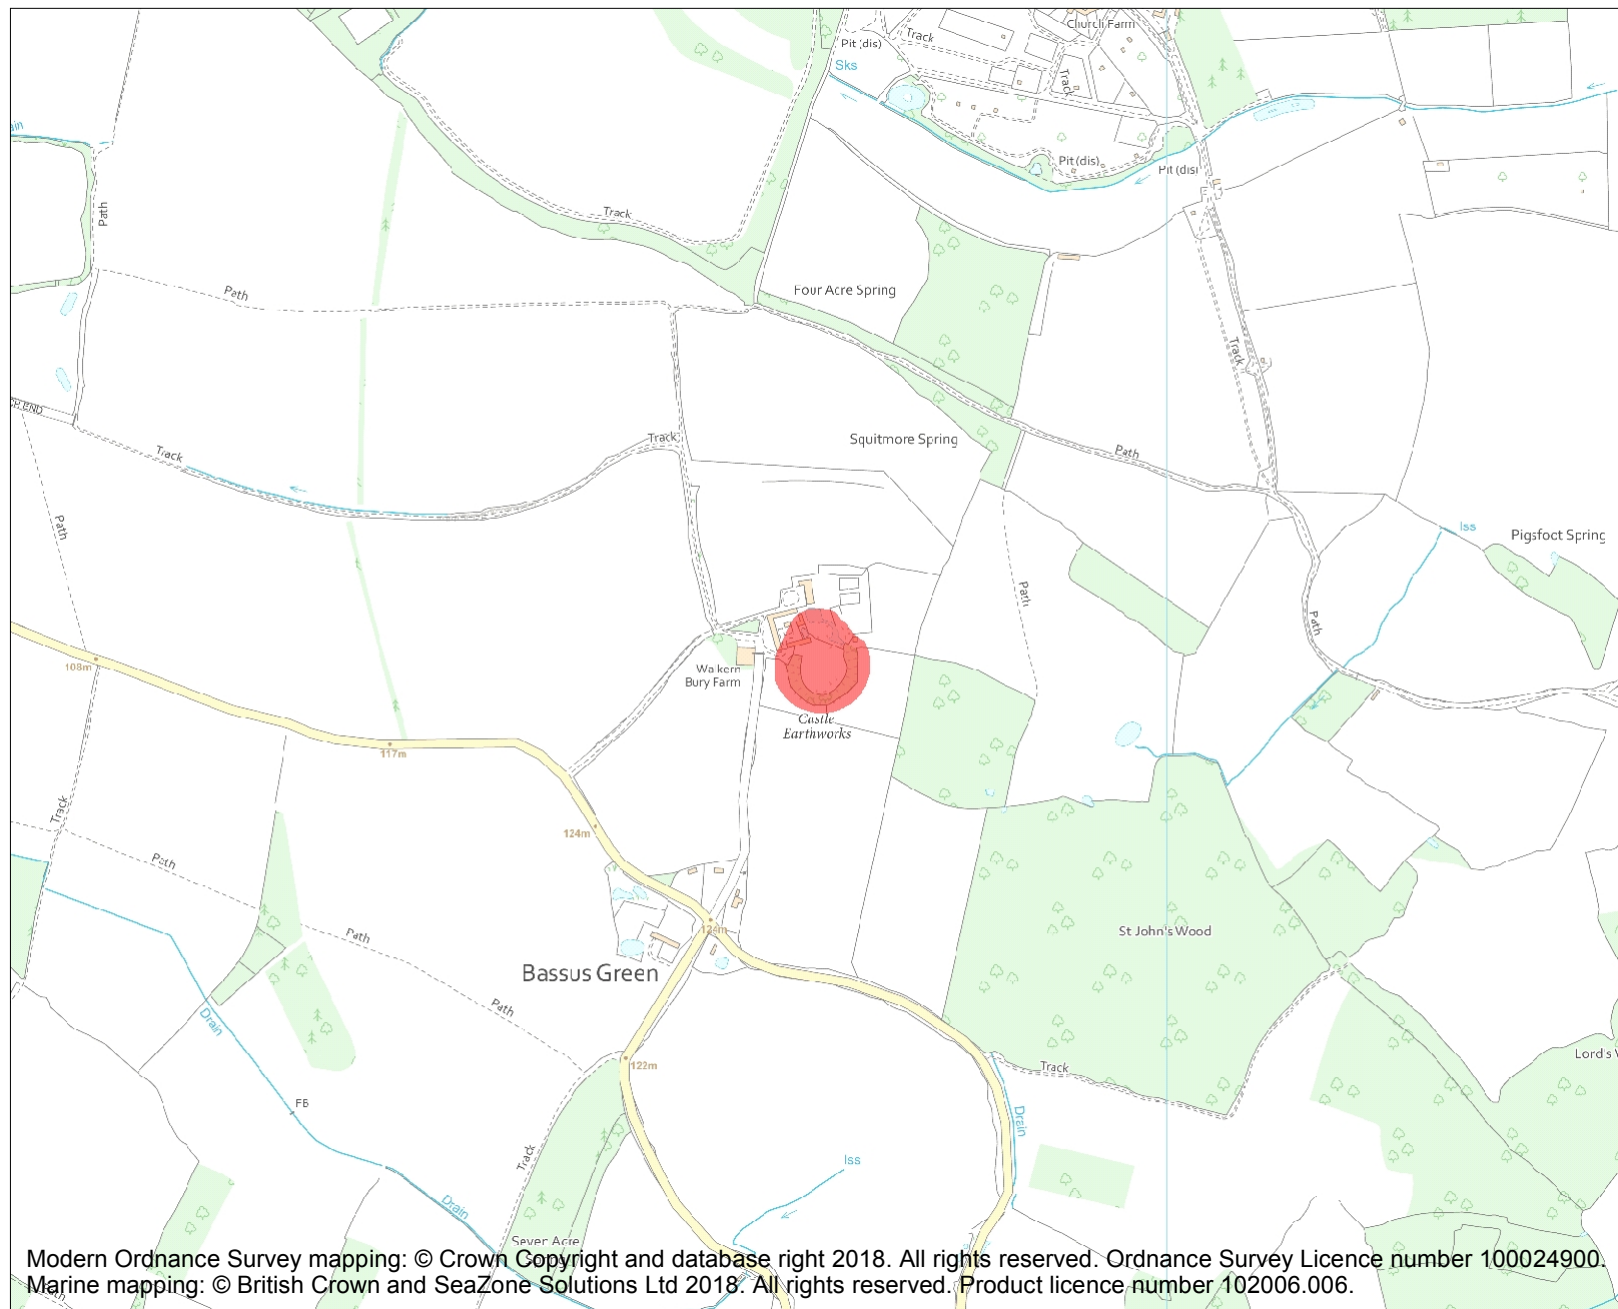 Church Farm
Pit (dis)
Track
Sks
Track
Pit (dis)
Pit (dis)
Path
Track
Path
Four Acre Spring
Track
Squitmore Spring
Track
Track
Path
Path
Iss
Pigsfoot Spring
Path
Path
108m
Walkern
Bury Farm
Castle
Earthworks
117m
Track
124m
Path
St John's Wood
124m
Path
Bassus Green
Path
Drain
122m
Track
Lord's
FB
Drain
Track
Iss
Drain
Seven Acre
Modern Ordnance Survey mapping: © Crown Copyright and database right 2018. All rights reserved. Ordnance Survey Licence number 100024900.
Marine mapping: © British Crown and SeaZone Solutions Ltd 2018. All rights reserved. Product licence number 102006.006.